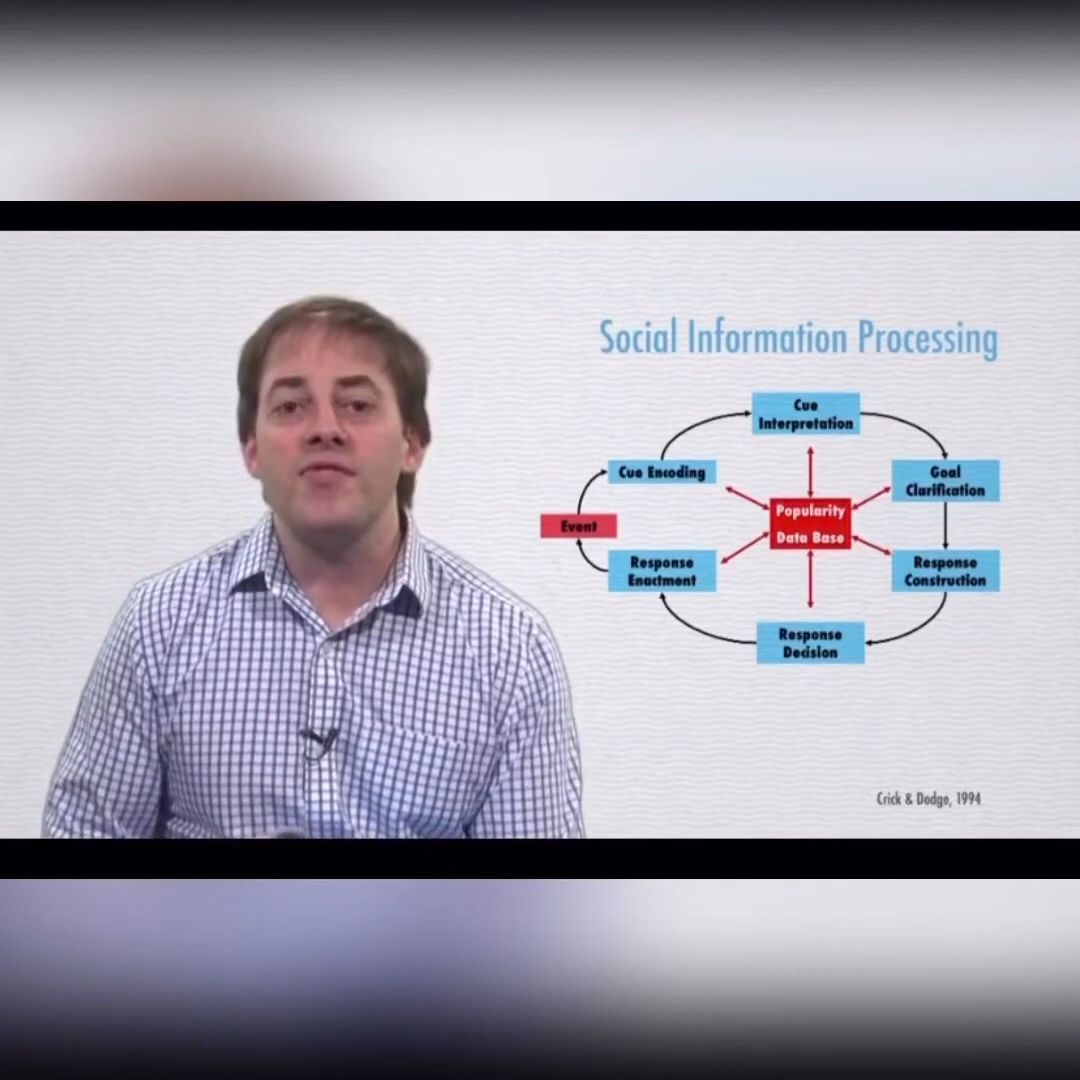 Social Information Processing
Cue
Interpretation
Cue Encoding
Goal
Clarification
Popularity
Data Base
Event
Response
Enactment
Response
Construction
Response
Decision
Crick & Dodge, 1994